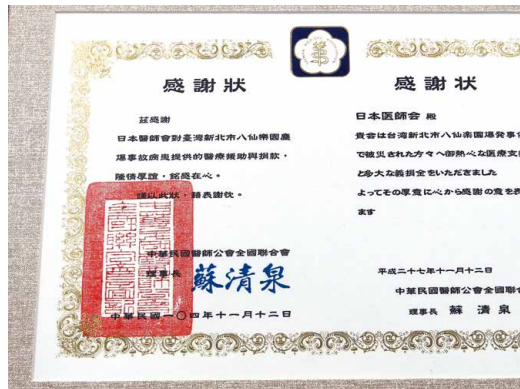 感謝狀
茲感謝
日本醫師會對臺灣新北市八仙樂園塵
爆事故病患提供的醫療援助與捐款,
隆情厚誼,銘感在心。
謹以此狀,藉表謝忱。
中華民國醫師公會全國聯合會
理事長 蘇清泉
中華民國一〇四年十一月十二日
感謝状
日本医師会 殿
貴会は台湾新北市八仙楽園爆発事
で被災された方々へ御熱心な医療支
と多大な義捐金をいただきました
よってその厚意に心から感謝の意を表
ます
平成二十七年十一月十二日
中華民國醫師公會全國聯合
理事長 蘇清泉